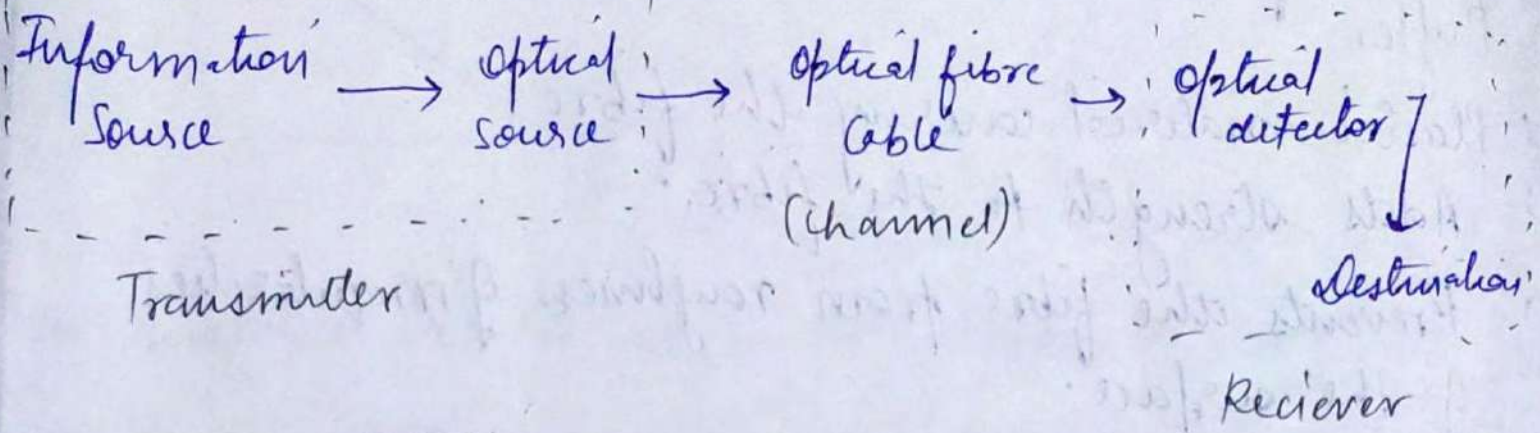 Information
Source
Optical
source
Optical fibre
Cable
(Channel)
Optical
detector
Destination
Transmitter
Reciever